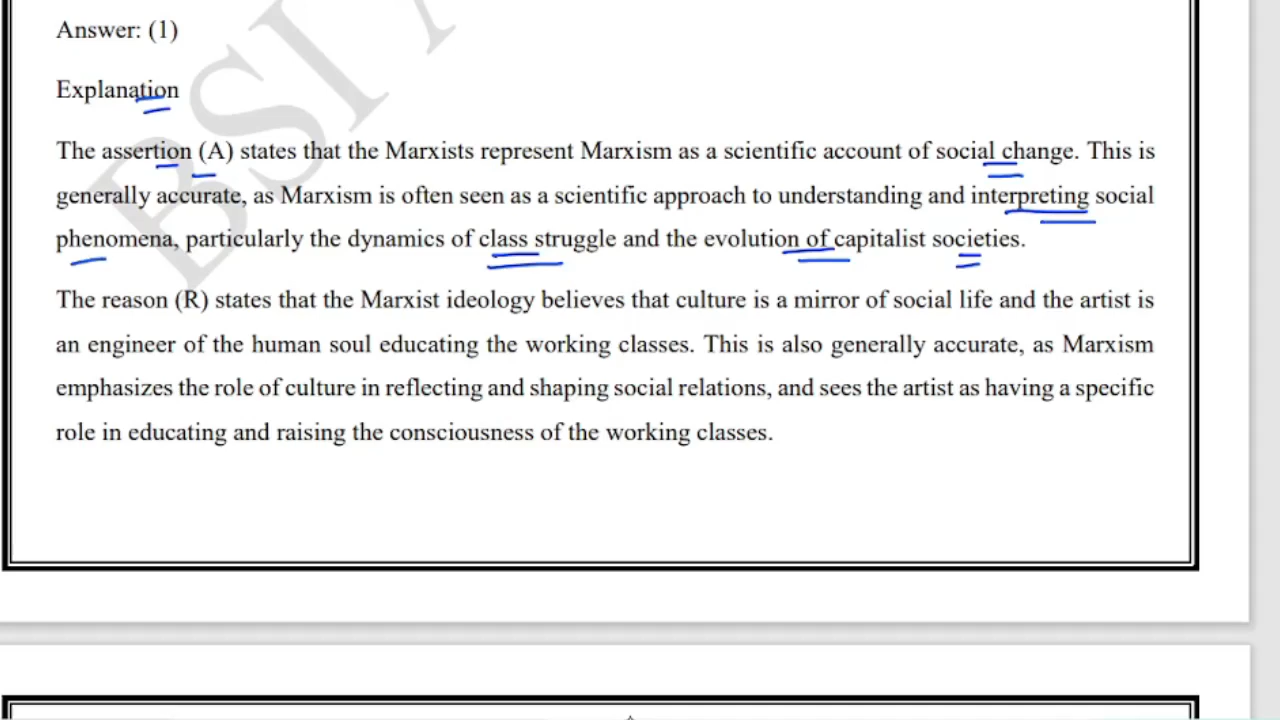 Answer: (1)
Explanation
The assertion (A) states that the Marxists represent Marxism as a scientific account of social change. This is
generally accurate, as Marxism is often seen as a scientific approach to understanding and interpreting social
phenomena, particularly the dynamics of class struggle and the evolution of capitalist societies.
The reason (R) states that the Marxist ideology believes that culture is a mirror of social life and the artist is
an engineer of the human soul educating the working classes. This is also generally accurate, as Marxism
emphasizes the role of culture in reflecting and shaping social relations, and sees the artist as having a specific
role in educating and raising the consciousness of the working classes.
BSI